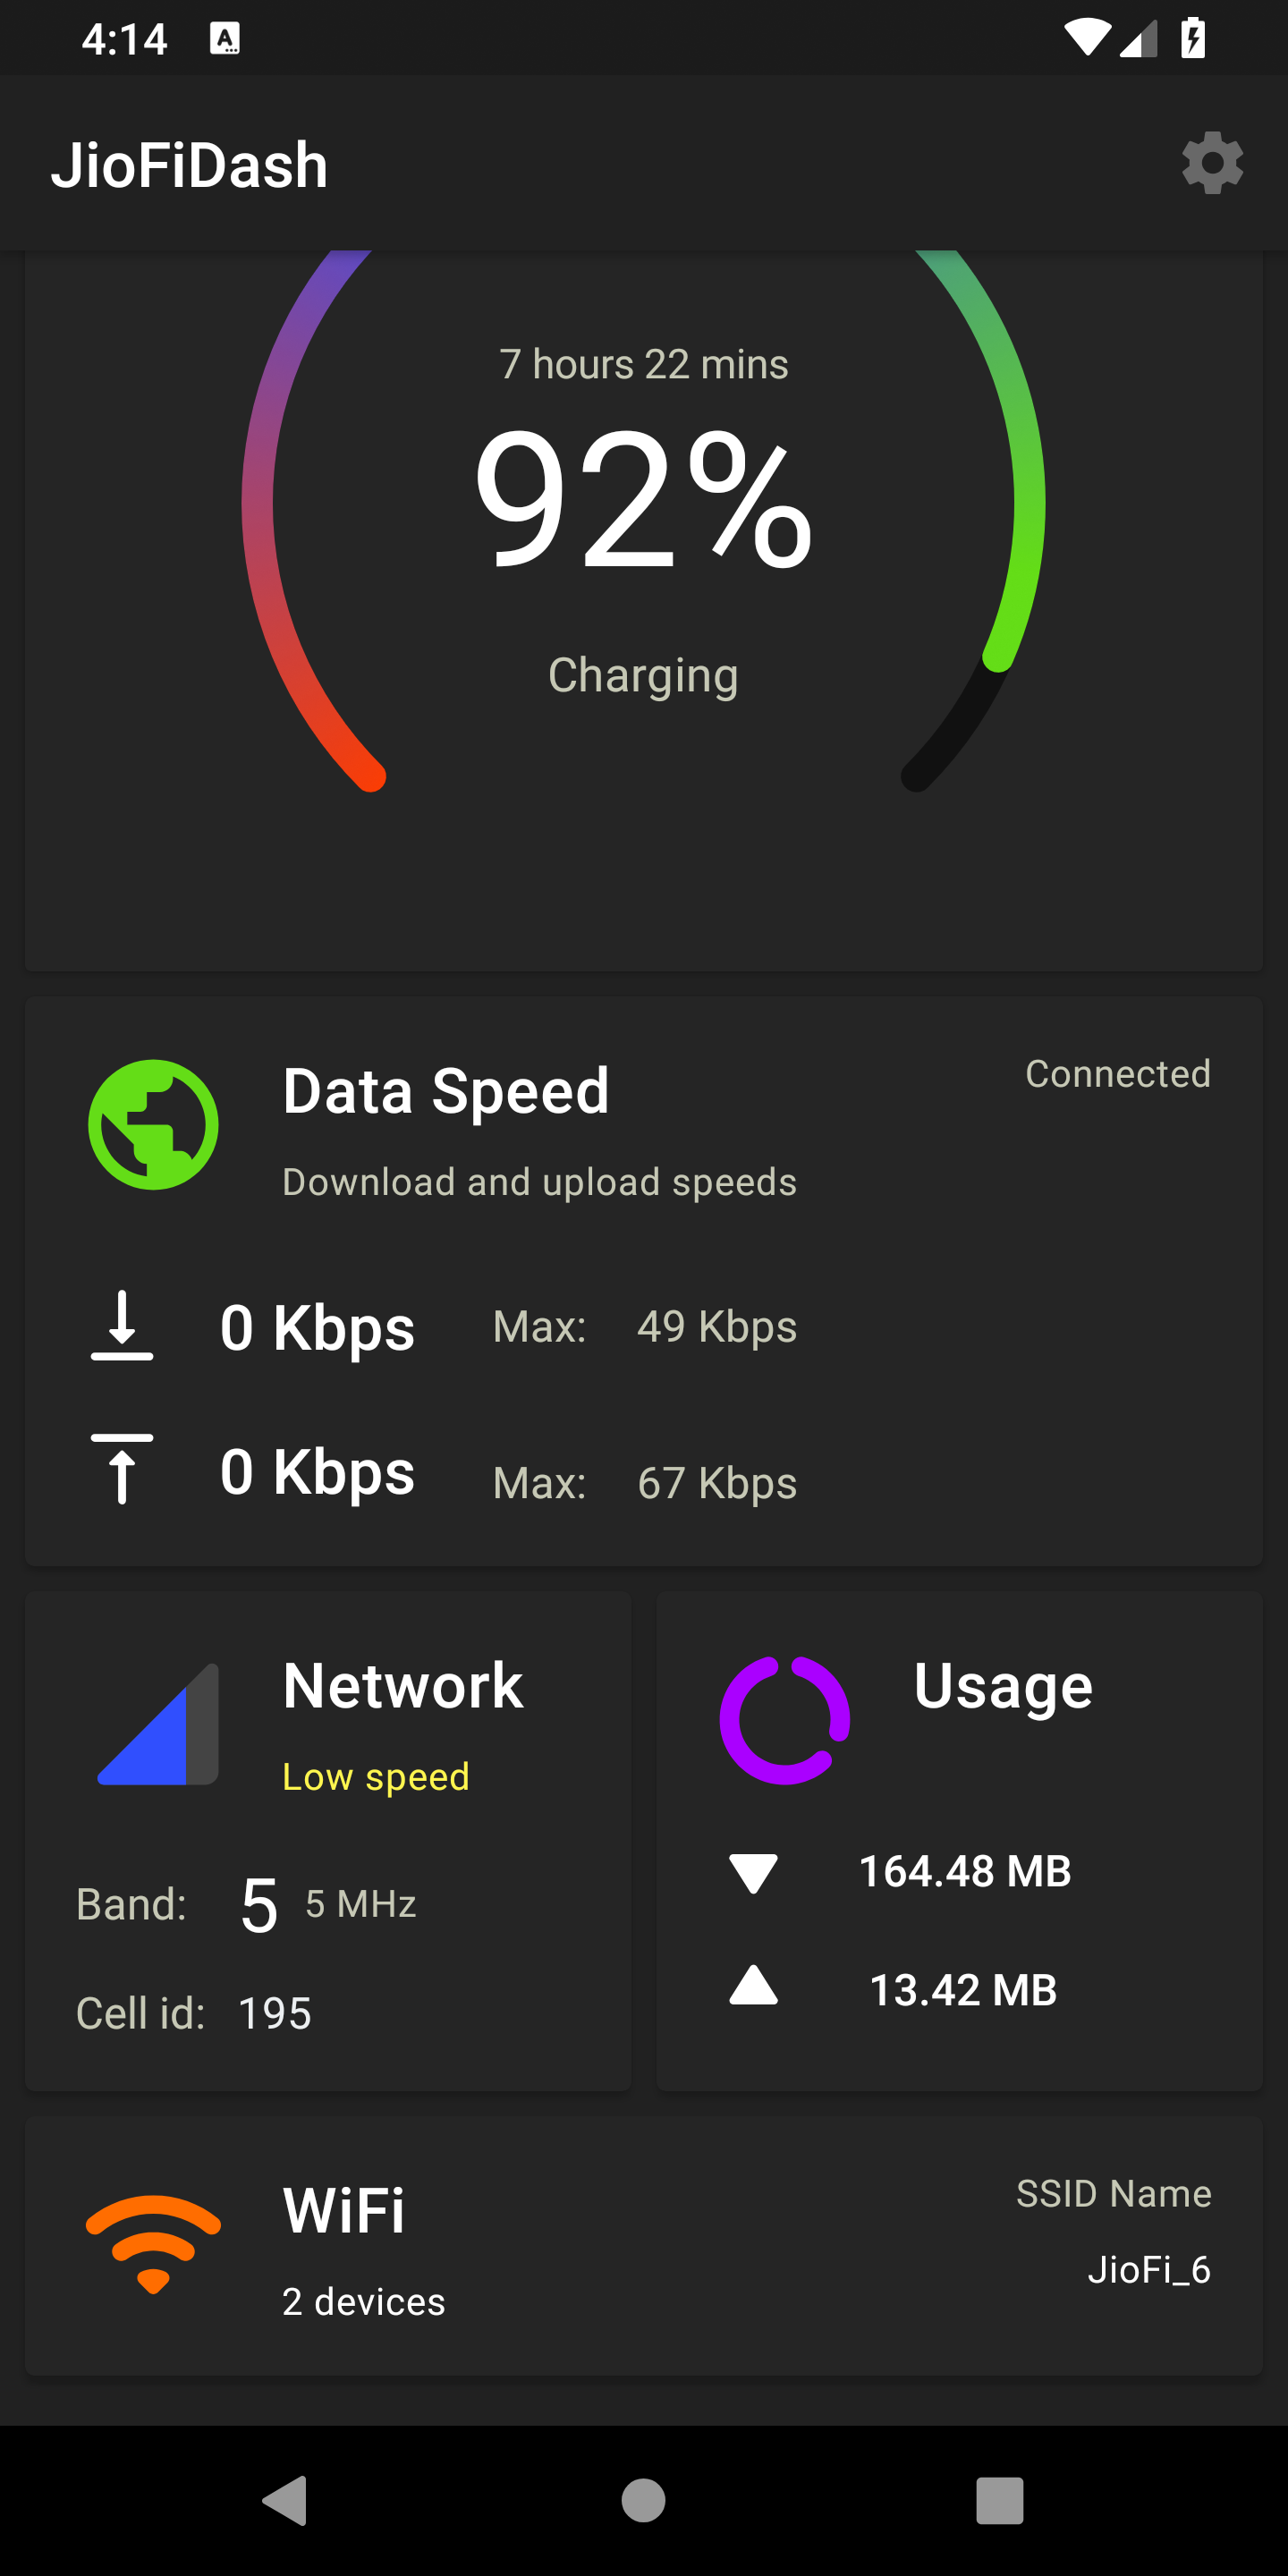 4:14
JioFiDash
7 hours 22 mins
92%
Charging
Data Speed
Connected
Download and upload speeds
0 Kbps Max: 49 Kbps
0 Kbps Max: 67 Kbps
Network
Low speed
Band: 5 5 MHz
Cell id: 195
Usage
164.48 MB
13.42 MB
WiFi
2 devices
SSID Name
JioFi_6